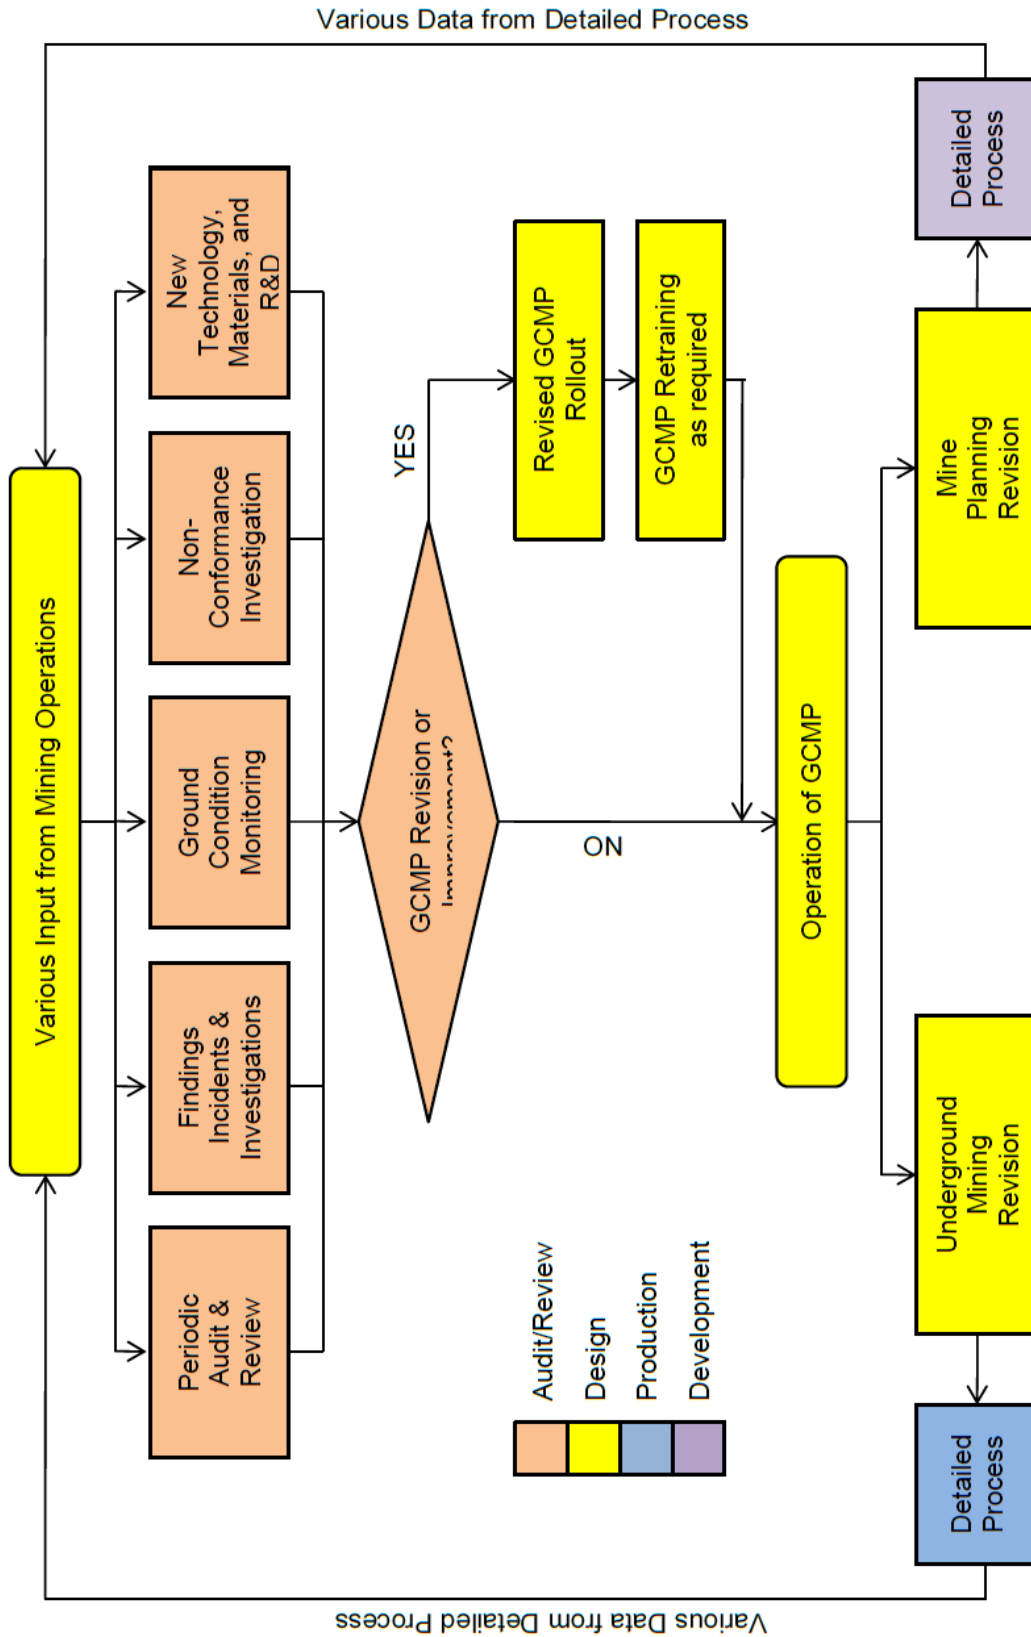 Various Data from Detailed Process
Various Input from Mining Operations
Periodic
Audit &
Review
Findings
Incidents &
Investigations
Ground
Condition
Monitoring
Non-
Conformance
Investigation
New
Technology,
Materials, and
R&D
GCMP Revision or
Improvement?
YES
ON
Revised GCMP
Rollout
GCMP Retraining
as required
Operation of GCMP
Audit/Review
Design
Production
Development
Detailed
Process
Underground
Mining
Revision
Mine
Planning
Revision
Detailed
Process
Various Data from Detailed Process